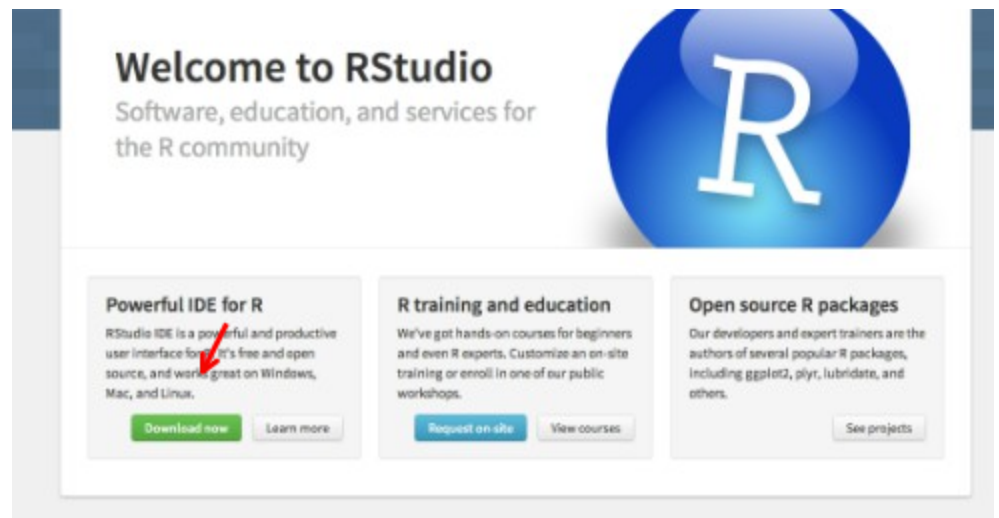 Welcome to RStudio
Software, education, and services for
the R community
R
Powerful IDE for R
RStudio IDE is a powerful and productive
user interface for R. It's free and open
source, and works great on Windows,
Mac, and Linux.
Download now
Learn more
R training and education
We've got hands-on courses for beginners
and even R experts. Customize an on-site
training or enroll in one of our public
workshops.
Request on-site
View courses
Open source R packages
Our developers and expert trainers are the
authors of several popular R packages,
including ggplot2, plyr, lubridate, and
others.
See projects